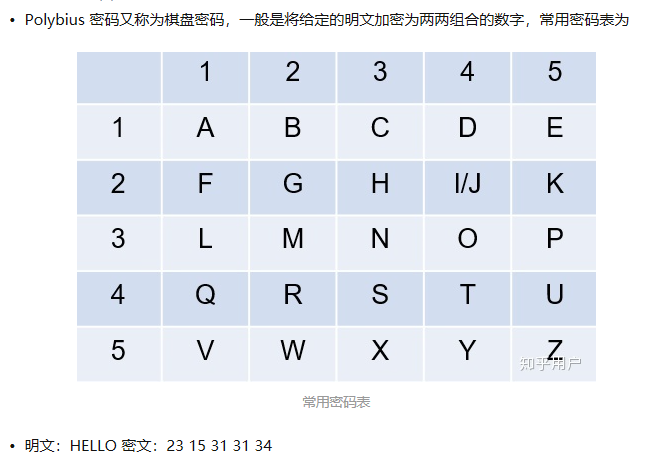 • Polybius 密码又称为棋盘密码，一般是将给定的明文加密为两两组合的数字，常用密码表为
1 2 3 4 5
1 A B C D E
2 F G H I/J K
3 L M N O P
4 Q R S T U
5 V W X Y Z
知乎用户
常用密码表
• 明文：HELLO 密文：23 15 31 31 34